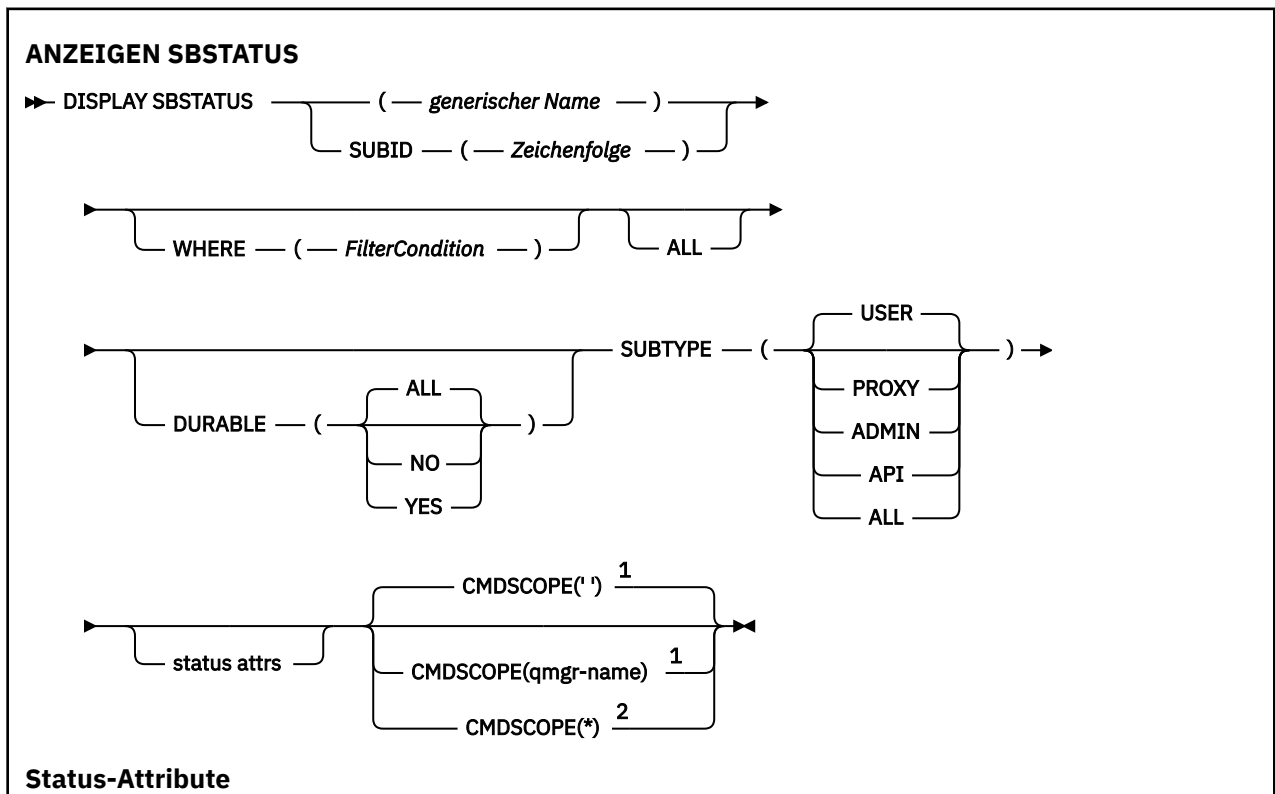 ANZEIGEN SBSTATUS
DISPLAY SBSTATUS ( generischer Name )
SUBID ( Zeichenfolge )
WHERE ( FilterCondition ) ALL
USER
SUBTYPE ( )
ALL PROXY
DURABLE ( ) ADMIN
NO API
YES ALL
CMDSCOPE(' ') 1
status attrs CMDSCOPE(qmgr-name) 1
CMDSCOPE(*) 2
Status-Attribute